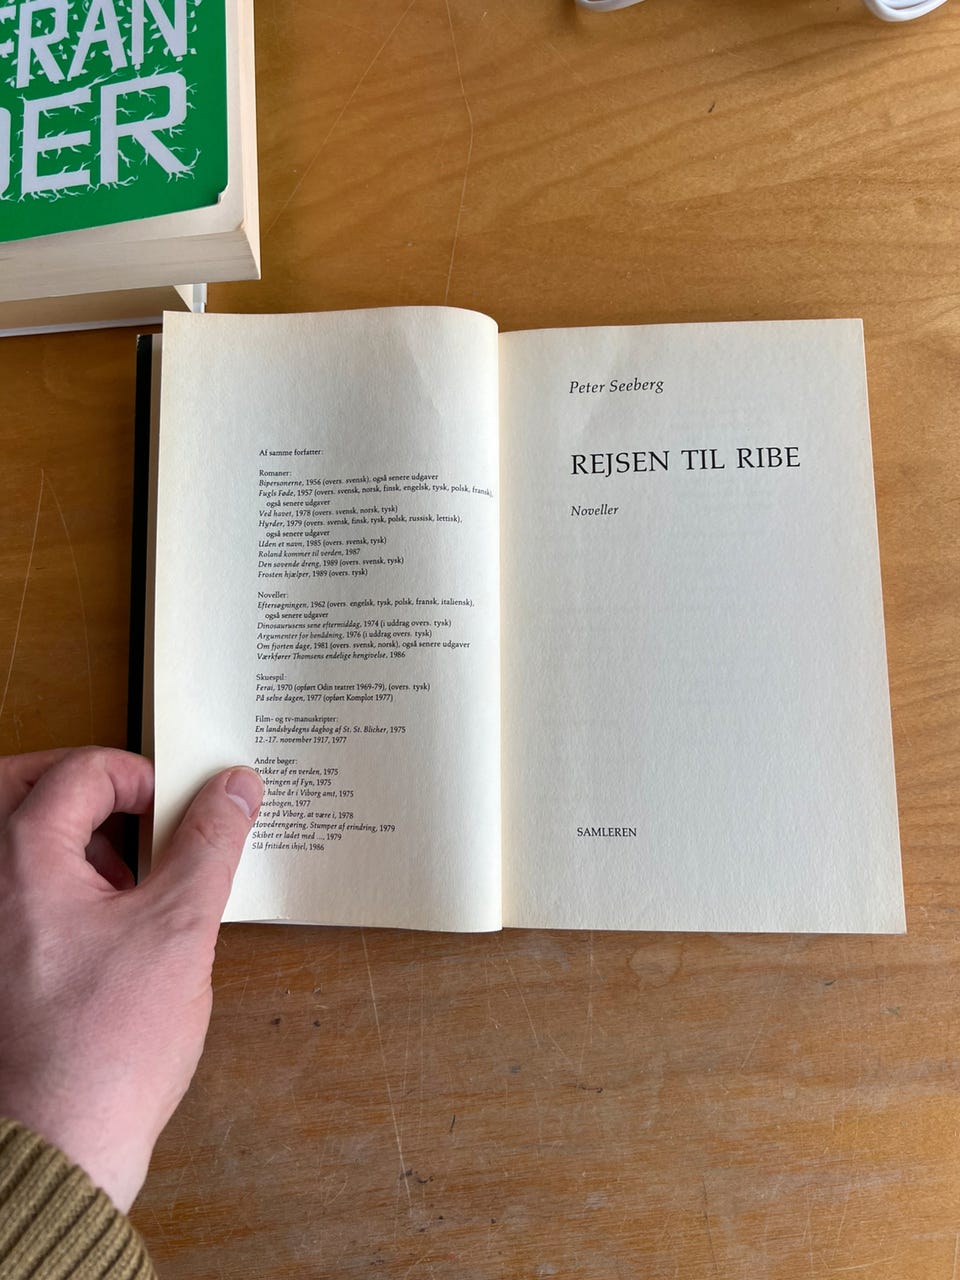 FRAN
DER
Af samme forfatter:
Romaner:
Bipersonerne, 1956 (overs. svensk), også senere udgaver
Fugls Føde, 1957 (overs. svensk, norsk, finsk, engelsk, tysk, polsk, fransk),
også senere udgaver
Ved havet, 1978 (overs. svensk, norsk, tysk)
Hyrder, 1979 (overs. svensk, finsk, tysk, polsk, russisk, lettisk),
også senere udgaver
Uden et navn, 1985 (overs. svensk, tysk)
Roland kommer til verden, 1987
Den sovende dreng, 1989 (overs. svensk, tysk)
Frosten hjælper, 1989 (overs. tysk)
Noveller:
Eftersøgningen, 1962 (overs. engelsk, tysk, polsk, fransk, italiensk),
også senere udgaver
Dinosaurusens sene eftermiddag, 1974 (i uddrag overs. tysk)
Argumenter for benådning, 1976 (i uddrag overs. tysk)
Om fjorten dage, 1981 (overs. svensk, norsk), også senere udgaver
Værkfører Thomsens endelige hengivelse, 1986
Skuespil:
Ferai, 1970 (opført Odin teatret 1969-79), (overs. tysk)
På selve dagen, 1977 (opført Komplot 1977)
Film- og tv-manuskripter:
En landsbydegns dagbog af St. St. Blicher, 1975
12.-17. november 1917, 1977
Andre bøger:
Brikker af en verden, 1975
af Fyn, 1975
halve år i Viborg amt, 1975
1977
se på Viborg, at være i, 1978
Hovedrengøring, Stumper af erindring, 1979
Skibet er ladet med ..., 1979
Slå fritiden ihjel, 1986
Peter Seeberg
REJSEN TIL RIBE
Noveller
SAMLEREN